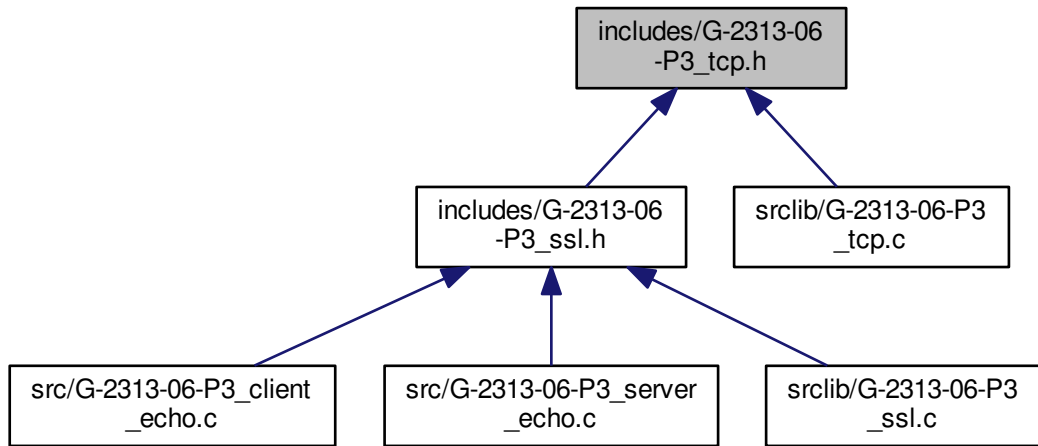 includes/G-2313-06
-P3_tcp.h
includes/G-2313-06
-P3_ssl.h
srclib/G-2313-06-P3
_tcp.c
src/G-2313-06-P3_client
_echo.c
src/G-2313-06-P3_server
_echo.c
srclib/G-2313-06-P3
_ssl.c